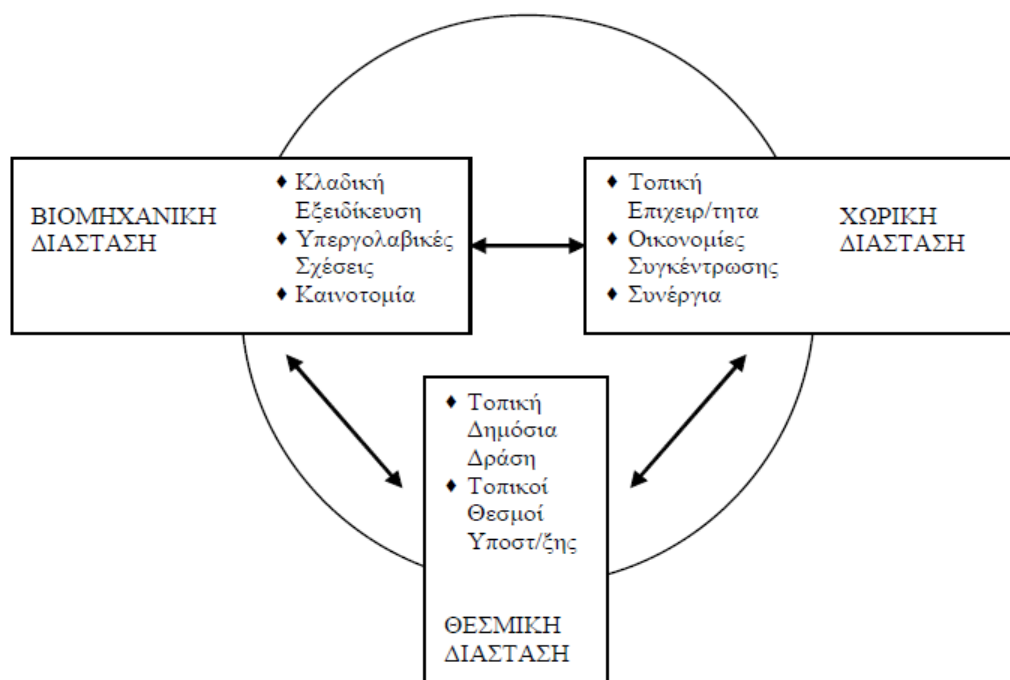 ΒΙΟΜΗΧΑΝΙΚΗ
ΔΙΑΣΤΑΣΗ
♦ Κλαδική
Εξειδίκευση
♦ Υπεργολαβικές
Σχέσεις
♦ Καινοτομία
♦ Τοπική
Επιχειρ/τητα
♦ Οικονομίες
Συγκέντρωσης
♦ Συνέργια
ΧΩΡΙΚΗ
ΔΙΑΣΤΑΣΗ
♦ Τοπική
Δημόσια
Δράση
♦ Τοπικοί
Θεσμοί
Υποστ/ξης
ΘΕΣΜΙΚΗ
ΔΙΑΣΤΑΣΗ